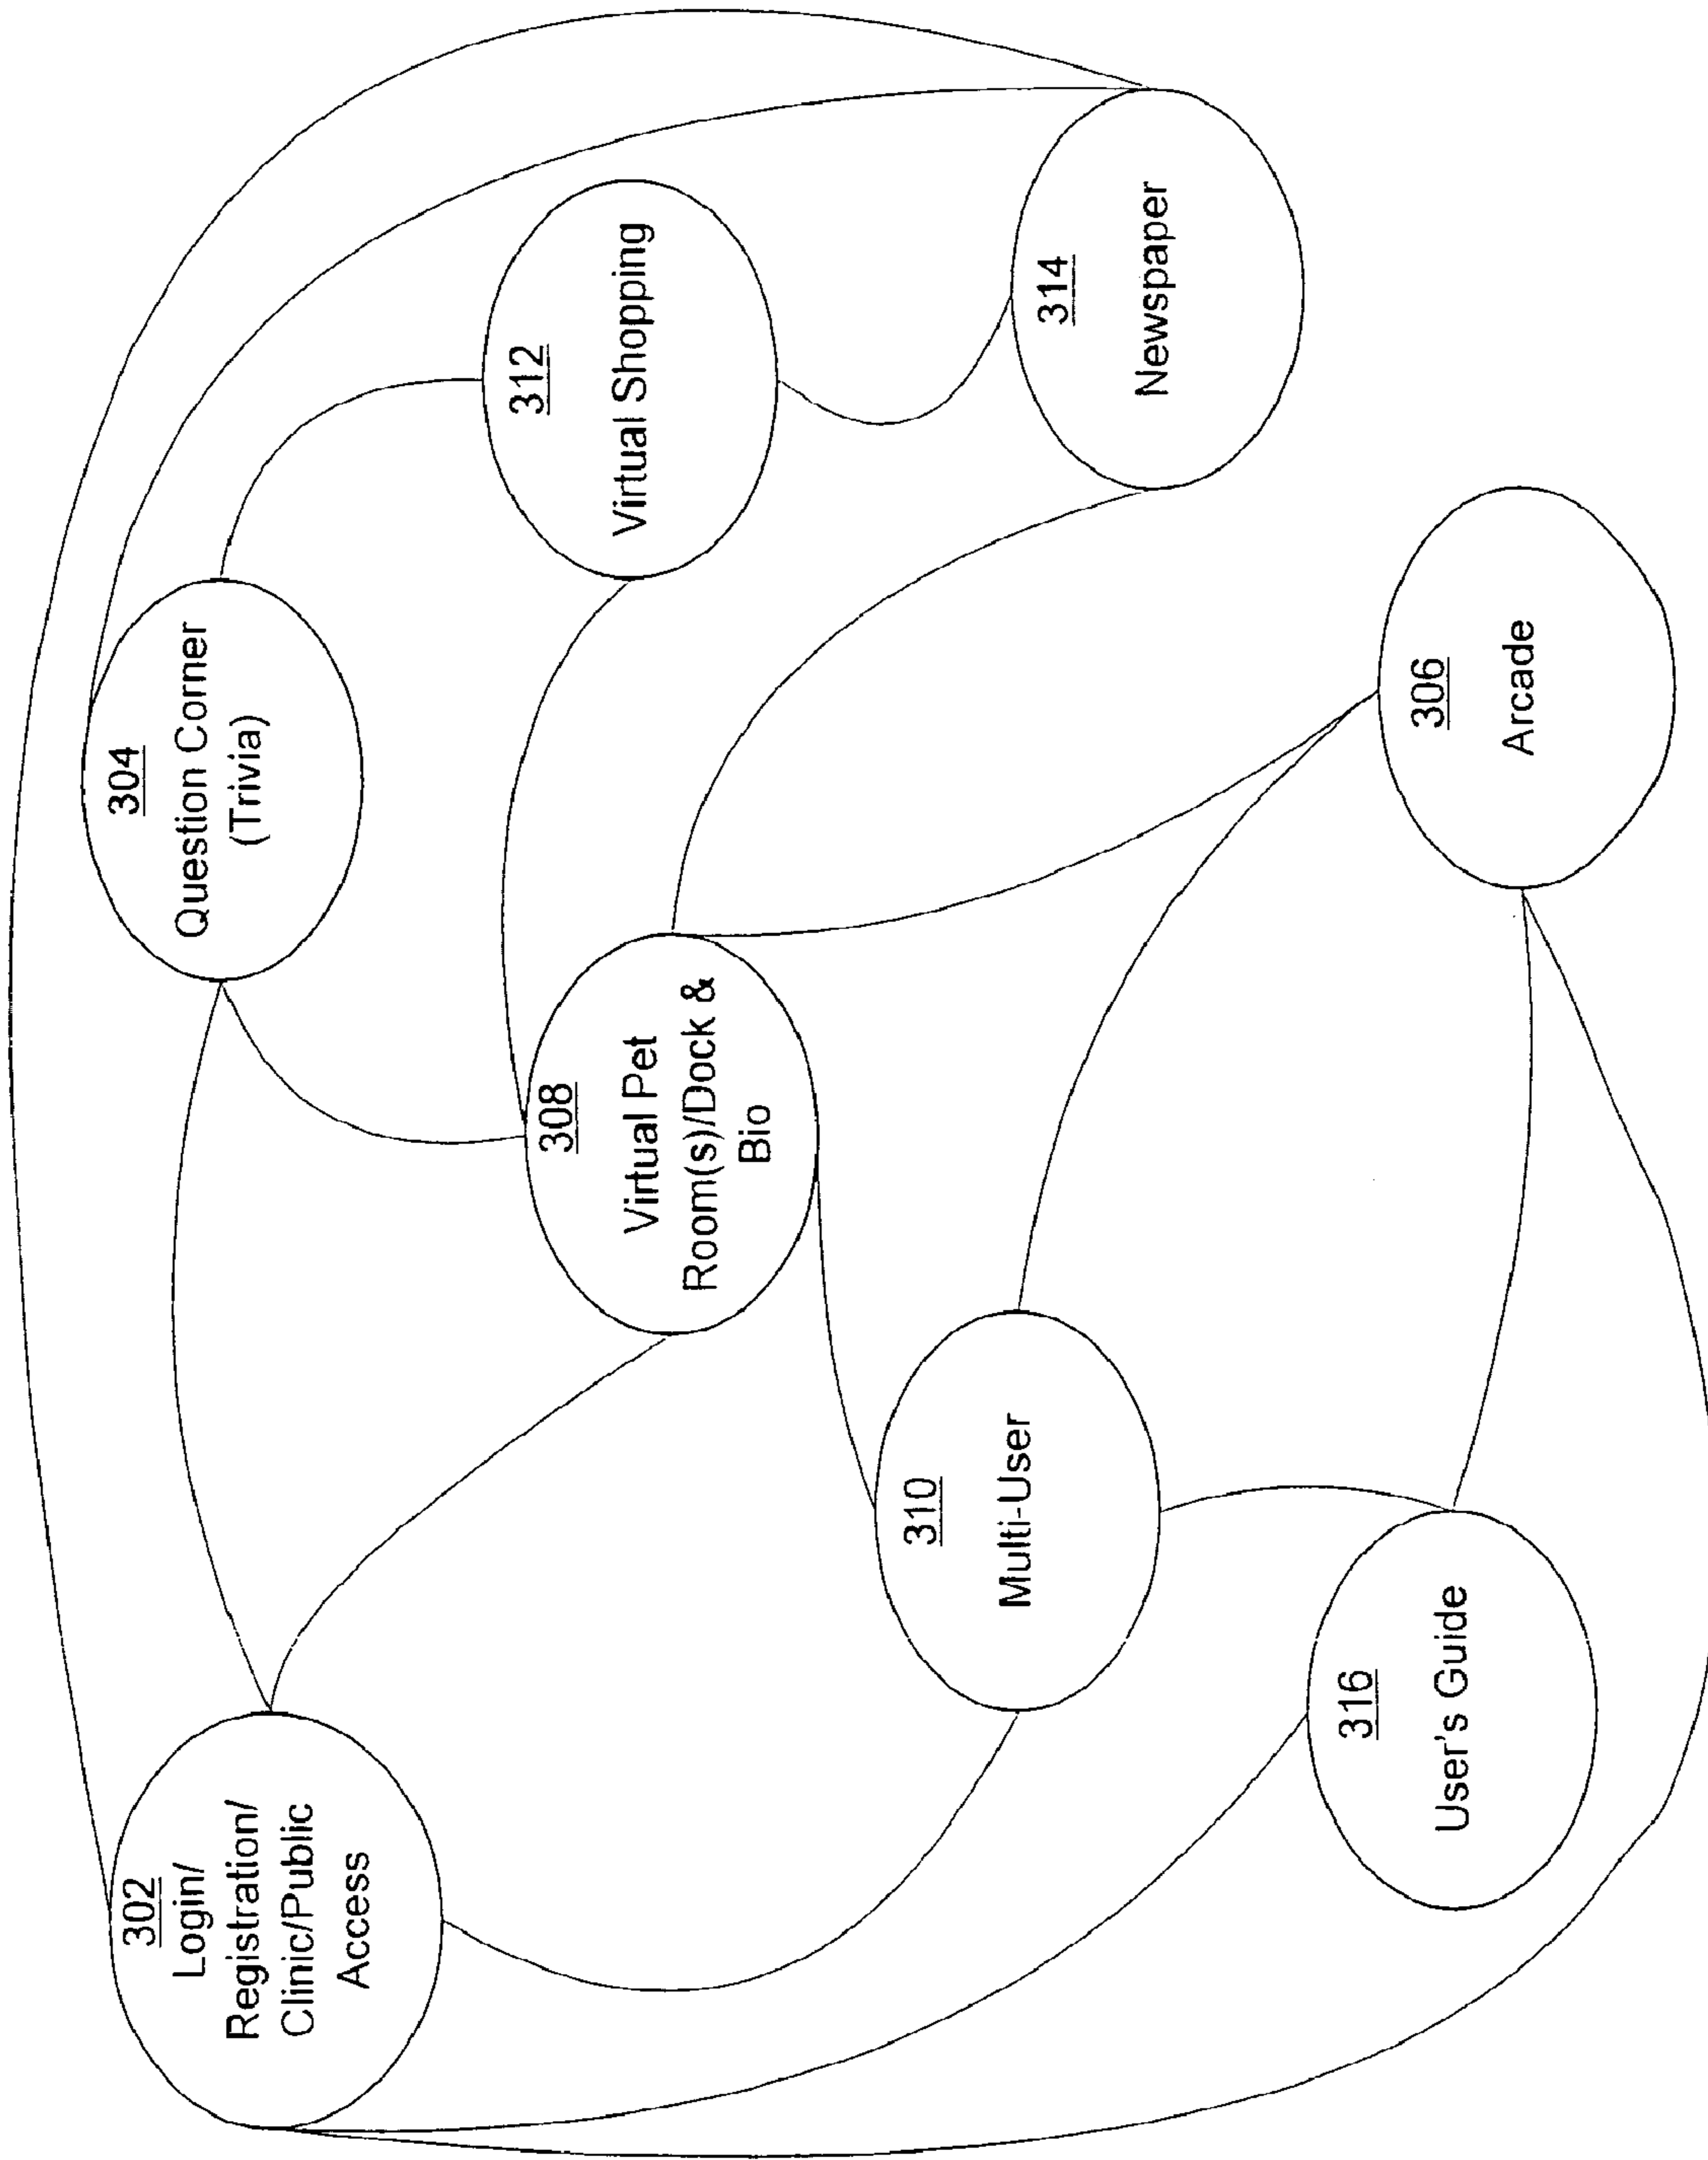 302
Login/
Registration/
Clinic/Public
Access
304
Question Corner
(Trivia)
308
Virtual Pet
Room(s)/Dock &
Bio
312
Virtual Shopping
310
Multi-User
314
Newspaper
316
User's Guide
306
Arcade